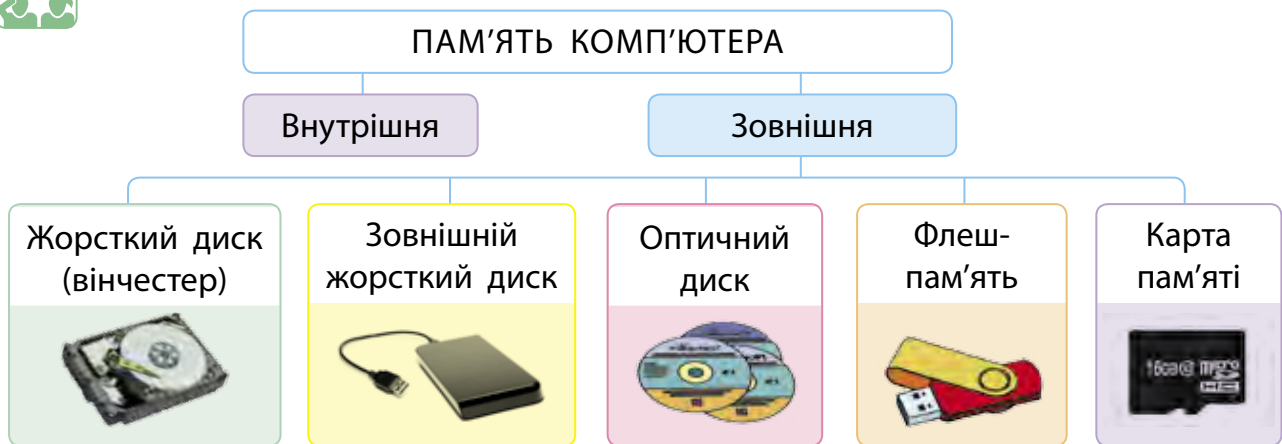 ПАМ’ЯТЬ КОМП’ЮТЕРА
Внутрішня
Зовнішня
Жорсткий диск
(вінчестер)
Зовнішній
жорсткий диск
Оптичний
диск
Флеш-
пам’ять
Карта
пам’яті